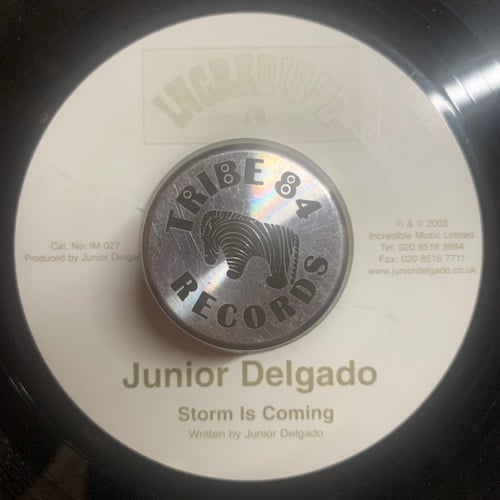 INCREDIBLE
TRIBE 84
RECORDS
Cat. No: IM 027
Produced by Junior
© & © 2003
Incredible Music Limited
Tel: 020 8516 8884
Fax: 020 8516 7711
www.juniordelgado.co.uk
Junior Delgado
Storm Is Coming
Written by Junior Delgado